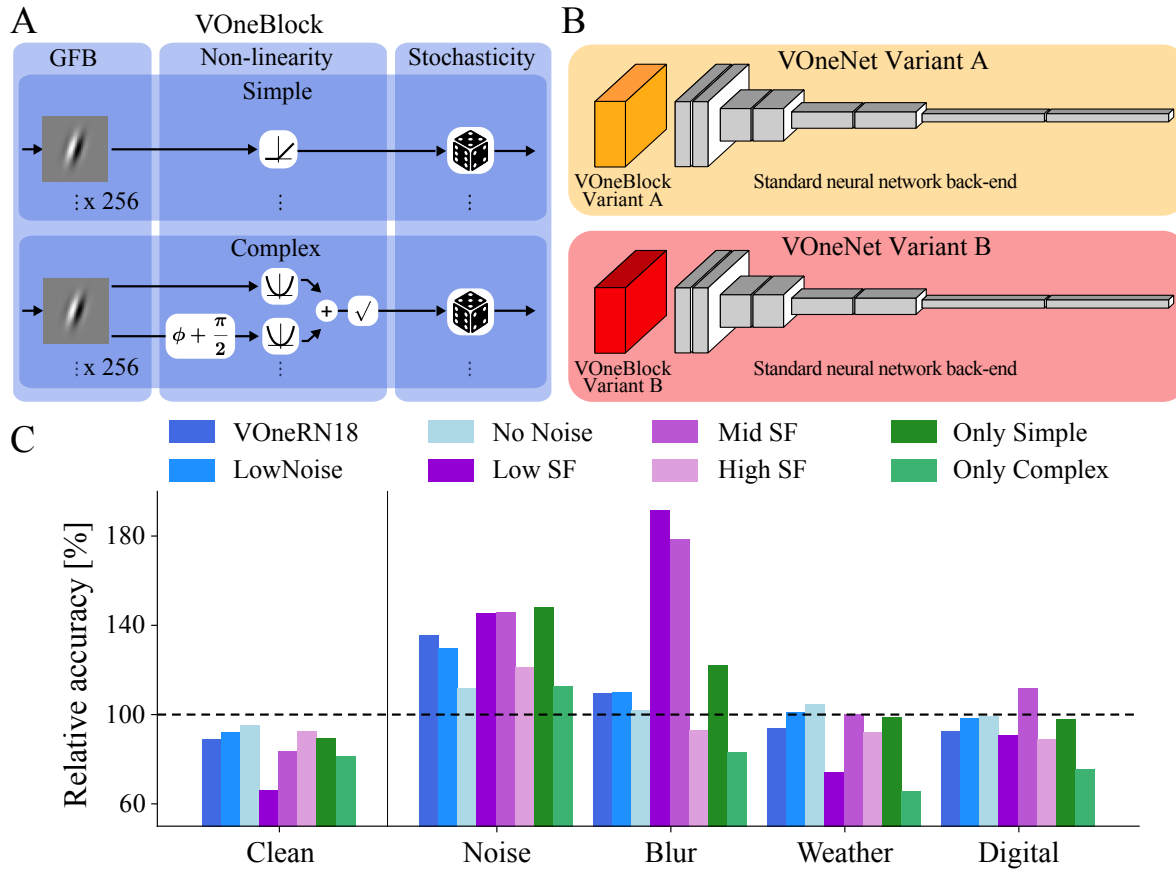 A
VOneBlock
GFB
Non-linearity
Stochasticity
Simple
⋮ x 256
⋮
⋮
Complex
ϕ + π/2
+
√
⋮ x 256
⋮
⋮
B
VOneNet Variant A
VOneBlock
Variant A
Standard neural network back-end
VOneNet Variant B
VOneBlock
Variant B
Standard neural network back-end
C
VOneRN18
No Noise
Mid SF
Only Simple
LowNoise
Low SF
High SF
Only Complex
Relative accuracy [%]
180
140
100
60
Clean
Noise
Blur
Weather
Digital